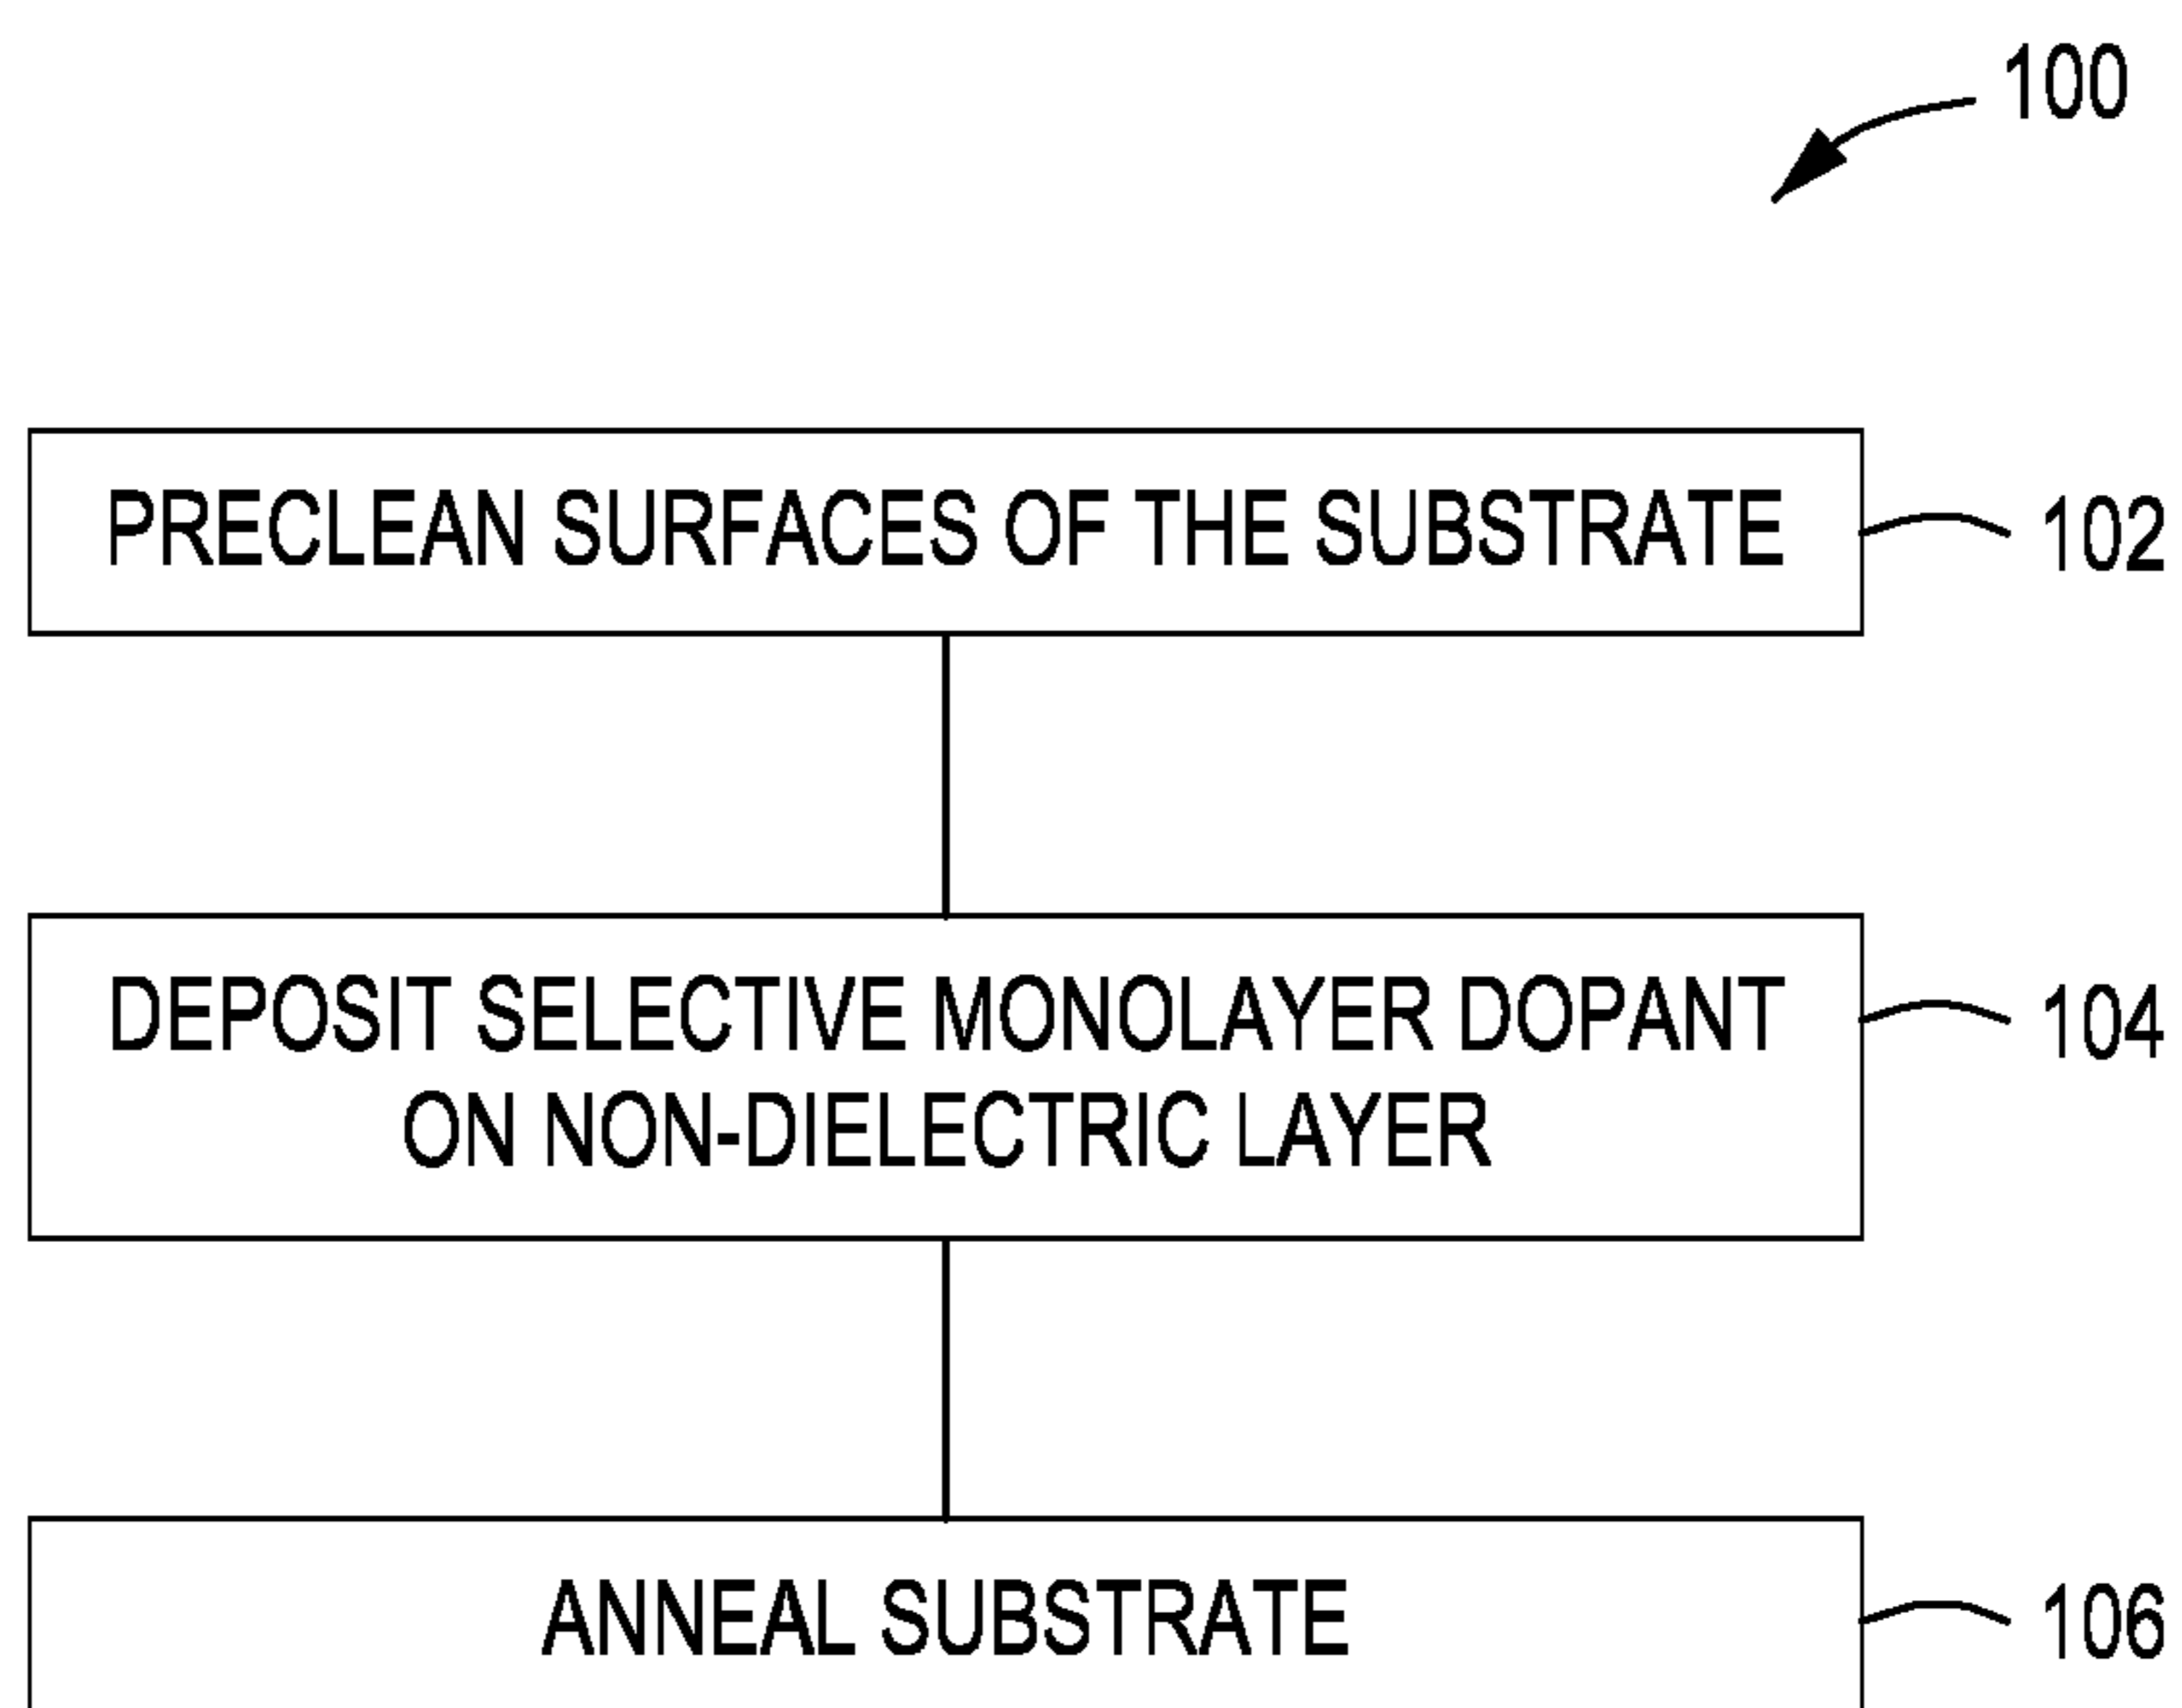 100
PRECLEAN SURFACES OF THE SUBSTRATE
102
DEPOSIT SELECTIVE MONOLAYER DOPANT
ON NON-DIELECTRIC LAYER
104
ANNEAL SUBSTRATE
106